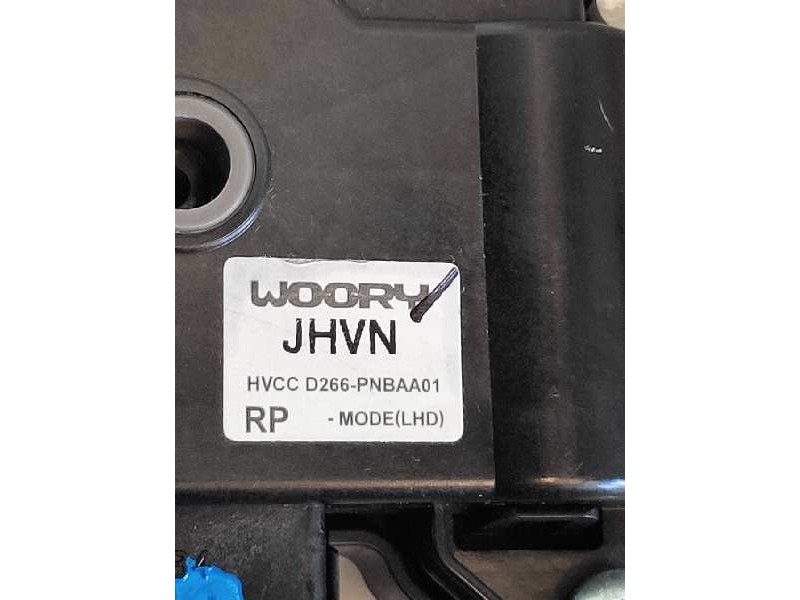 WOORY
JHVN
HVCC D266-PNBAA01
RP - MODE(LHD)